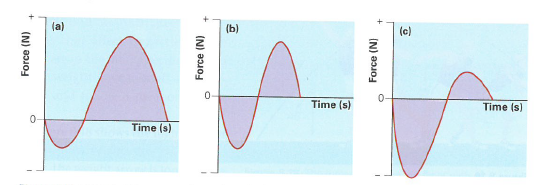 (a)
+
Force (N)
0
Time (s)
–
(b)
+
Force (N)
0
Time (s)
–
(c)
+
Force (N)
0
Time (s)
–